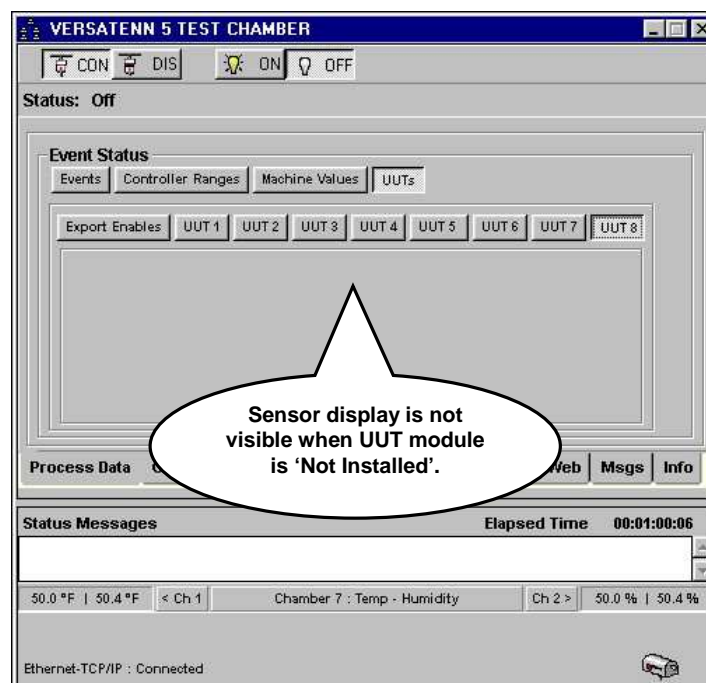 VERSATENN 5 TEST CHAMBER
CON DIS ON OFF
Status: Off
Event Status
Events Controller Ranges Machine Values UUTs
Export Enables UUT 1 UUT 2 UUT 3 UUT 4 UUT 5 UUT 6 UUT 7 UUT 8
Sensor display is not
visible when UUT module
is ‘Not Installed’.
Process Data Web Msgs Info
Status Messages Elapsed Time 00:01:00:06
50.0 °F | 50.4 °F < Ch 1 Chamber 7 : Temp - Humidity Ch 2 > 50.0 % | 50.4 %
Ethernet-TCP/IP : Connected